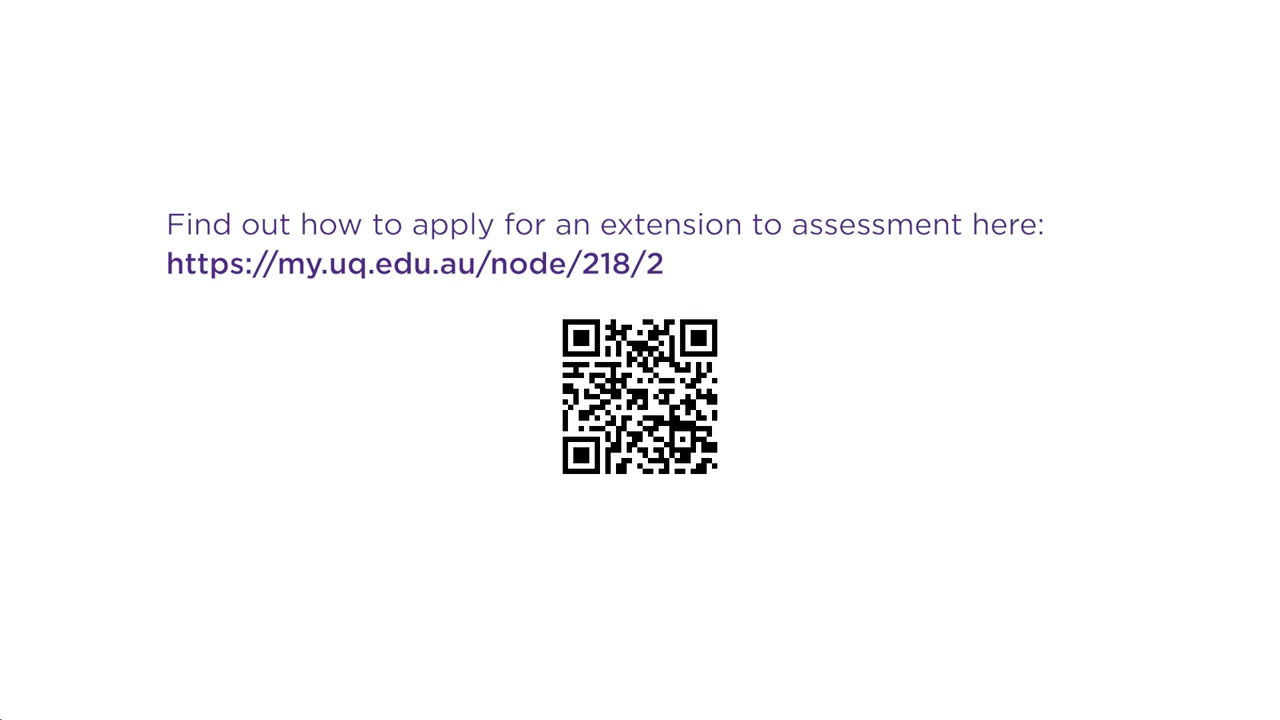 Find out how to apply for an extension to assessment here:
https://my.uq.edu.au/node/218/2